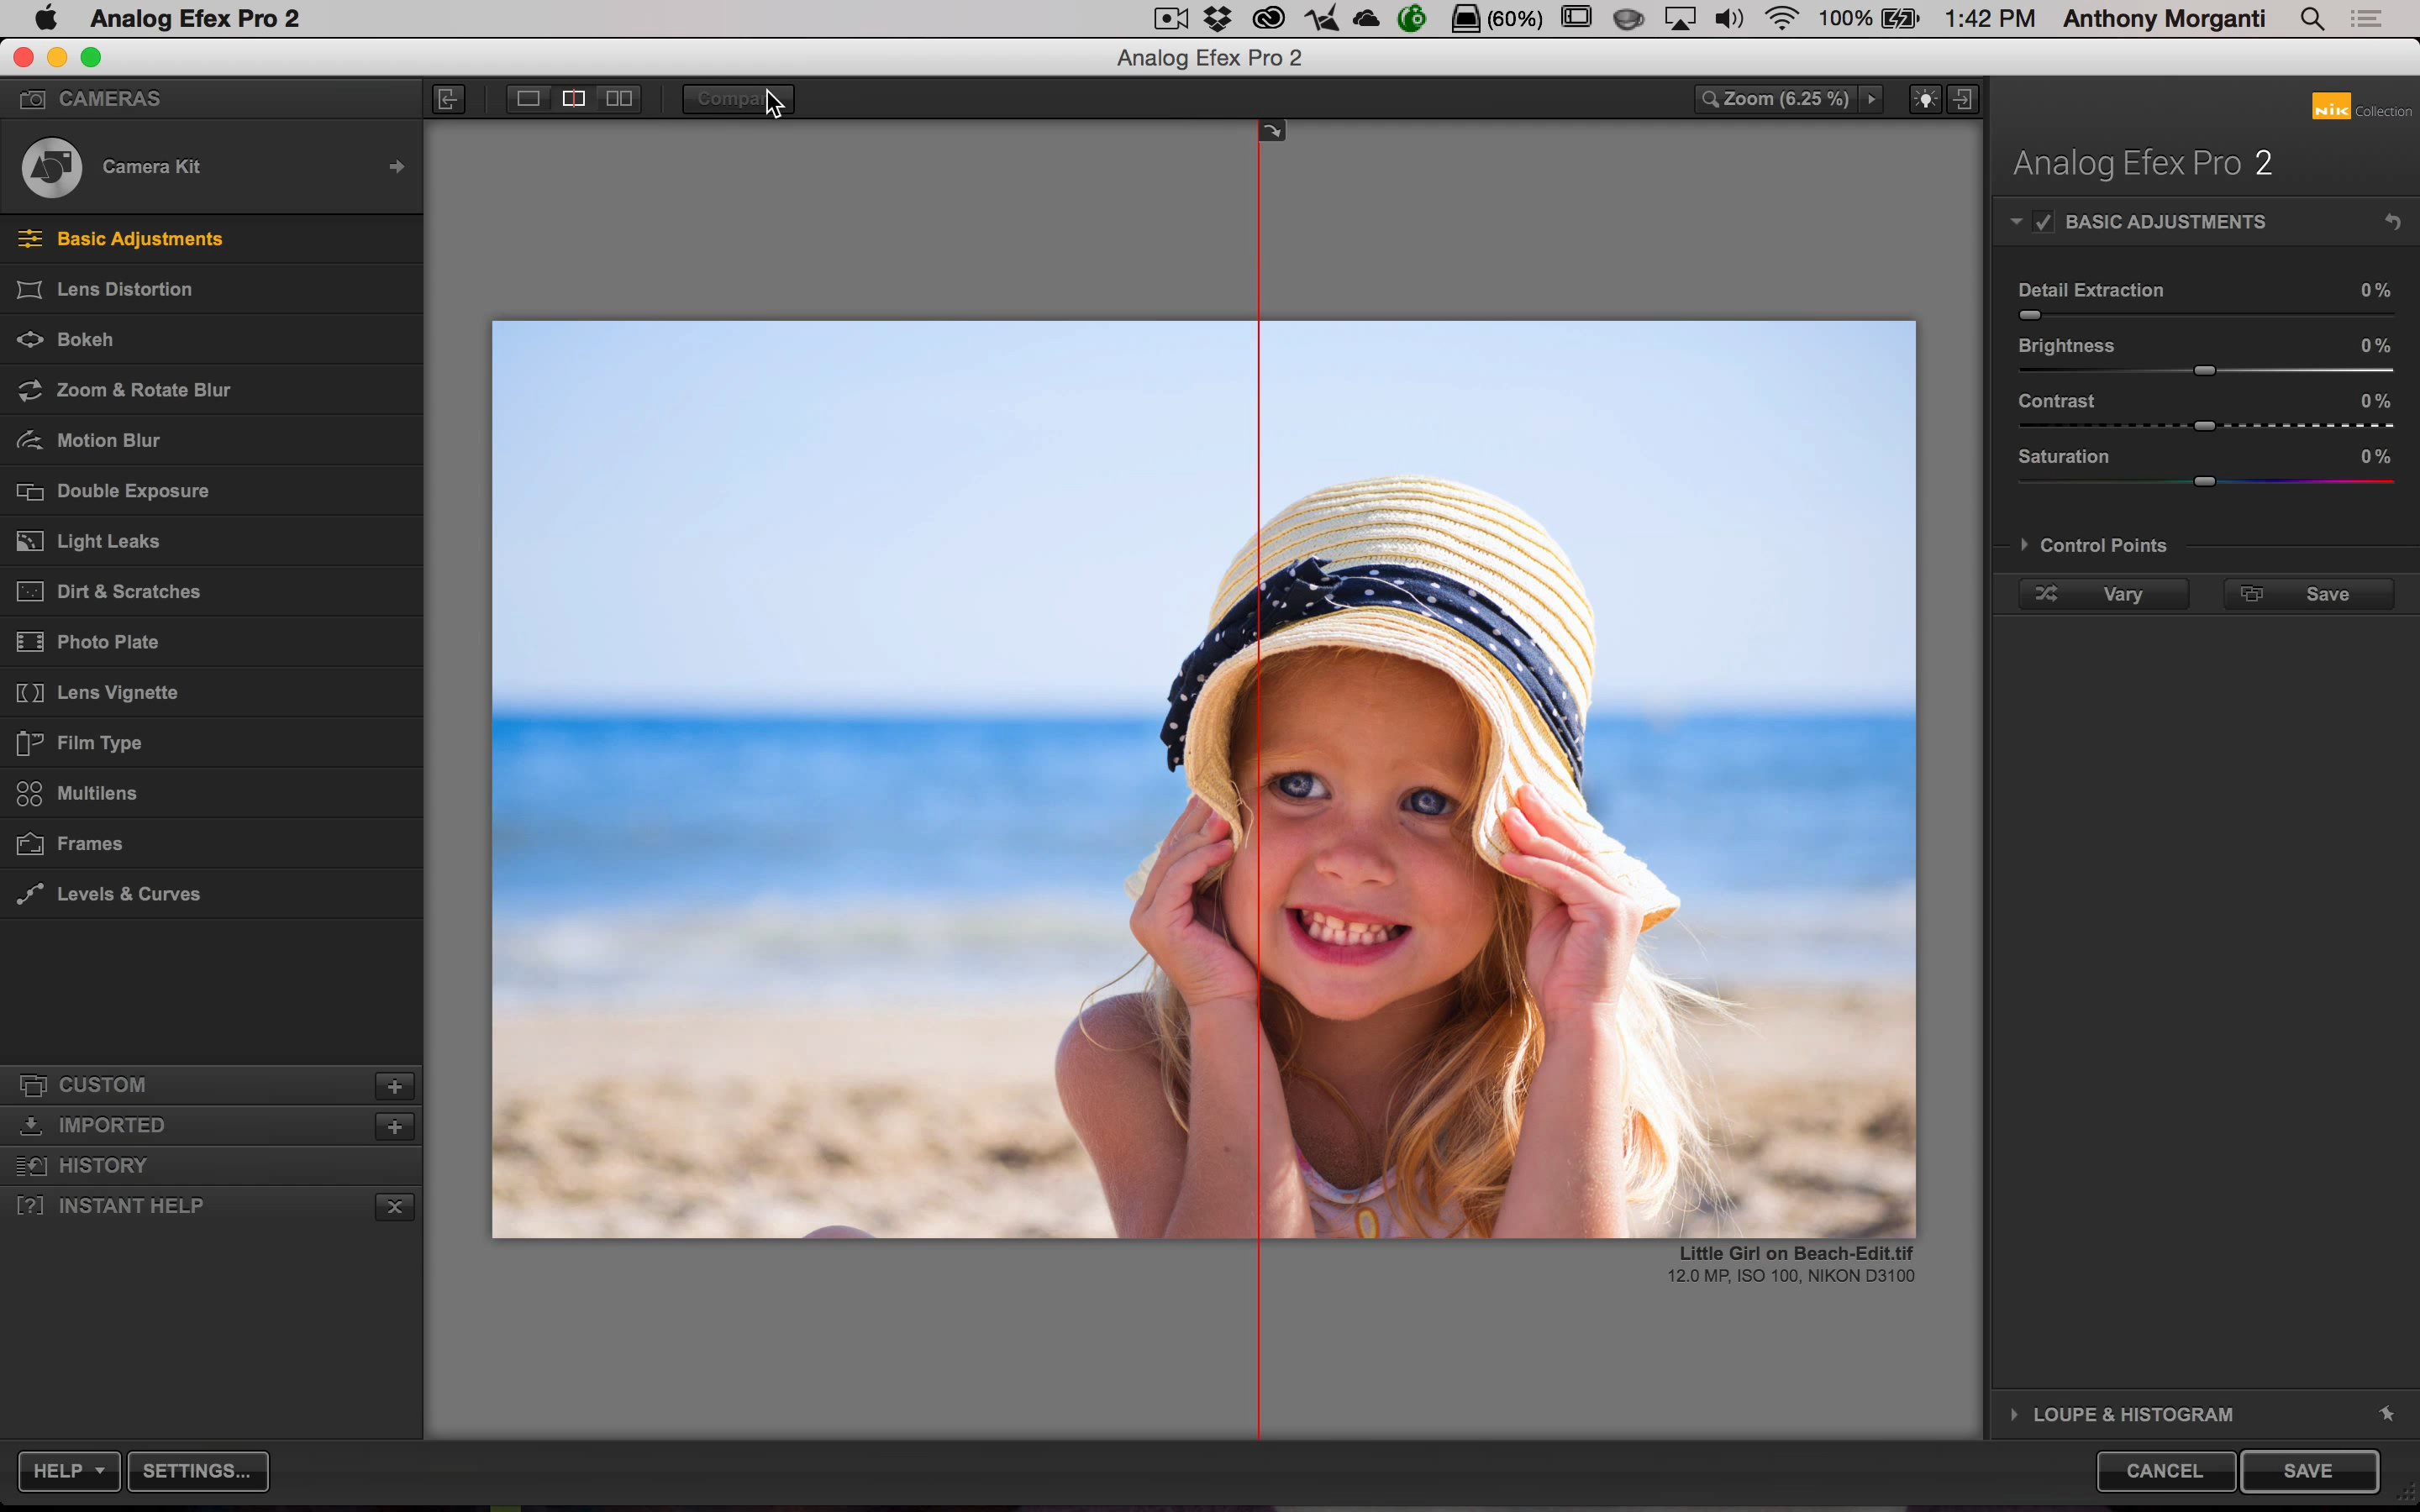 Analog Efex Pro 2
(60%)
100%
1:42 PM
Anthony Morganti
Analog Efex Pro 2
CAMERAS
Compar
Zoom (6.25 %)
Nik Collection
Camera Kit
Analog Efex Pro 2
Basic Adjustments
Lens Distortion
Bokeh
Zoom & Rotate Blur
Motion Blur
Double Exposure
Light Leaks
Dirt & Scratches
Photo Plate
Lens Vignette
Film Type
Multilens
Frames
Levels & Curves
CUSTOM
IMPORTED
HISTORY
[?] INSTANT HELP
BASIC ADJUSTMENTS
Detail Extraction 0 %
Brightness 0 %
Contrast 0 %
Saturation 0 %
Control Points
Vary
Save
Little Girl on Beach-Edit.tif
12.0 MP, ISO 100, NIKON D3100
LOUPE & HISTOGRAM
HELP
SETTINGS...
CANCEL
SAVE